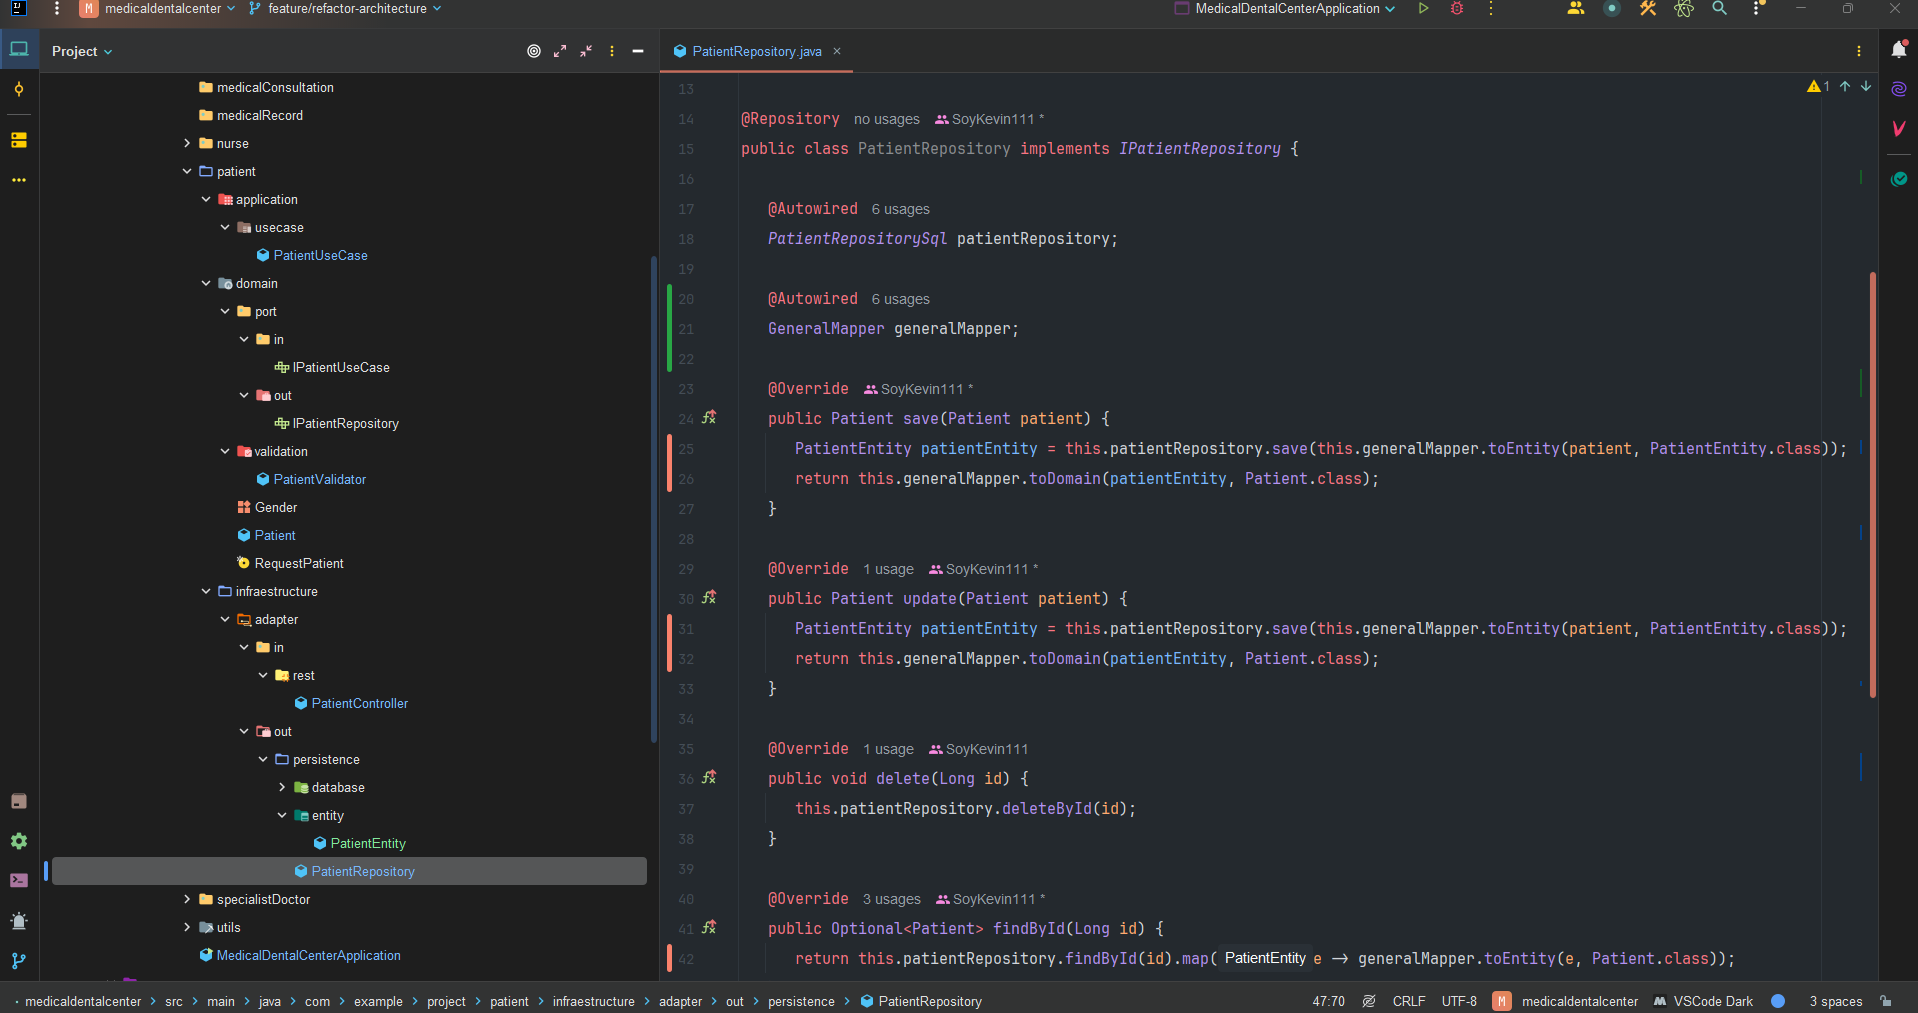 IJ
M medicaldentalcenter
feature/refactor-architecture
MedicalDentalCenterApplication
Project
medicalConsultation
medicalRecord
nurse
patient
application
usecase
PatientUseCase
domain
port
in
IPatientUseCase
out
IPatientRepository
validation
PatientValidator
Gender
Patient
RequestPatient
infraestructure
adapter
in
rest
PatientController
out
persistence
database
entity
PatientEntity
PatientRepository
specialistDoctor
utils
MedicalDentalCenterApplication
PatientRepository.java
1
13
14 @Repository no usages SoyKevin111 *
15 public class PatientRepository implements IPatientRepository {
16
17 @Autowired 6 usages
18 PatientRepositorySql patientRepository;
19
20 @Autowired 6 usages
21 GeneralMapper generalMapper;
22
23 @Override SoyKevin111 *
24 public Patient save(Patient patient) {
25 PatientEntity patientEntity = this.patientRepository.save(this.generalMapper.toEntity(patient, PatientEntity.class));
26 return this.generalMapper.toDomain(patientEntity, Patient.class);
27 }
28
29 @Override 1 usage SoyKevin111 *
30 public Patient update(Patient patient) {
31 PatientEntity patientEntity = this.patientRepository.save(this.generalMapper.toEntity(patient, PatientEntity.class));
32 return this.generalMapper.toDomain(patientEntity, Patient.class);
33 }
34
35 @Override 1 usage SoyKevin111
36 public void delete(Long id) {
37 this.patientRepository.deleteById(id);
38 }
39
40 @Override 3 usages SoyKevin111 *
41 public Optional<Patient> findById(Long id) {
42 return this.patientRepository.findById(id).map( PatientEntity e -> generalMapper.toEntity(e, Patient.class));
medicaldentalcenter > src > main > java > com > example > project > patient > infraestructure > adapter > out > persistence > PatientRepository
47:70 CRLF UTF-8 M medicaldentalcenter VSCode Dark 3 spaces